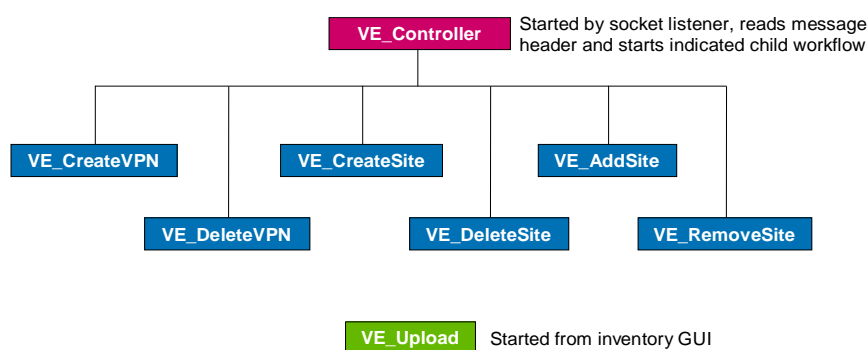 VE_Controller
Started by socket listener, reads message
header and starts indicated child workflow
VE_CreateVPN
VE_CreateSite
VE_AddSite
VE_DeleteVPN
VE_DeleteSite
VE_RemoveSite
VE_Upload
Started from inventory GUI